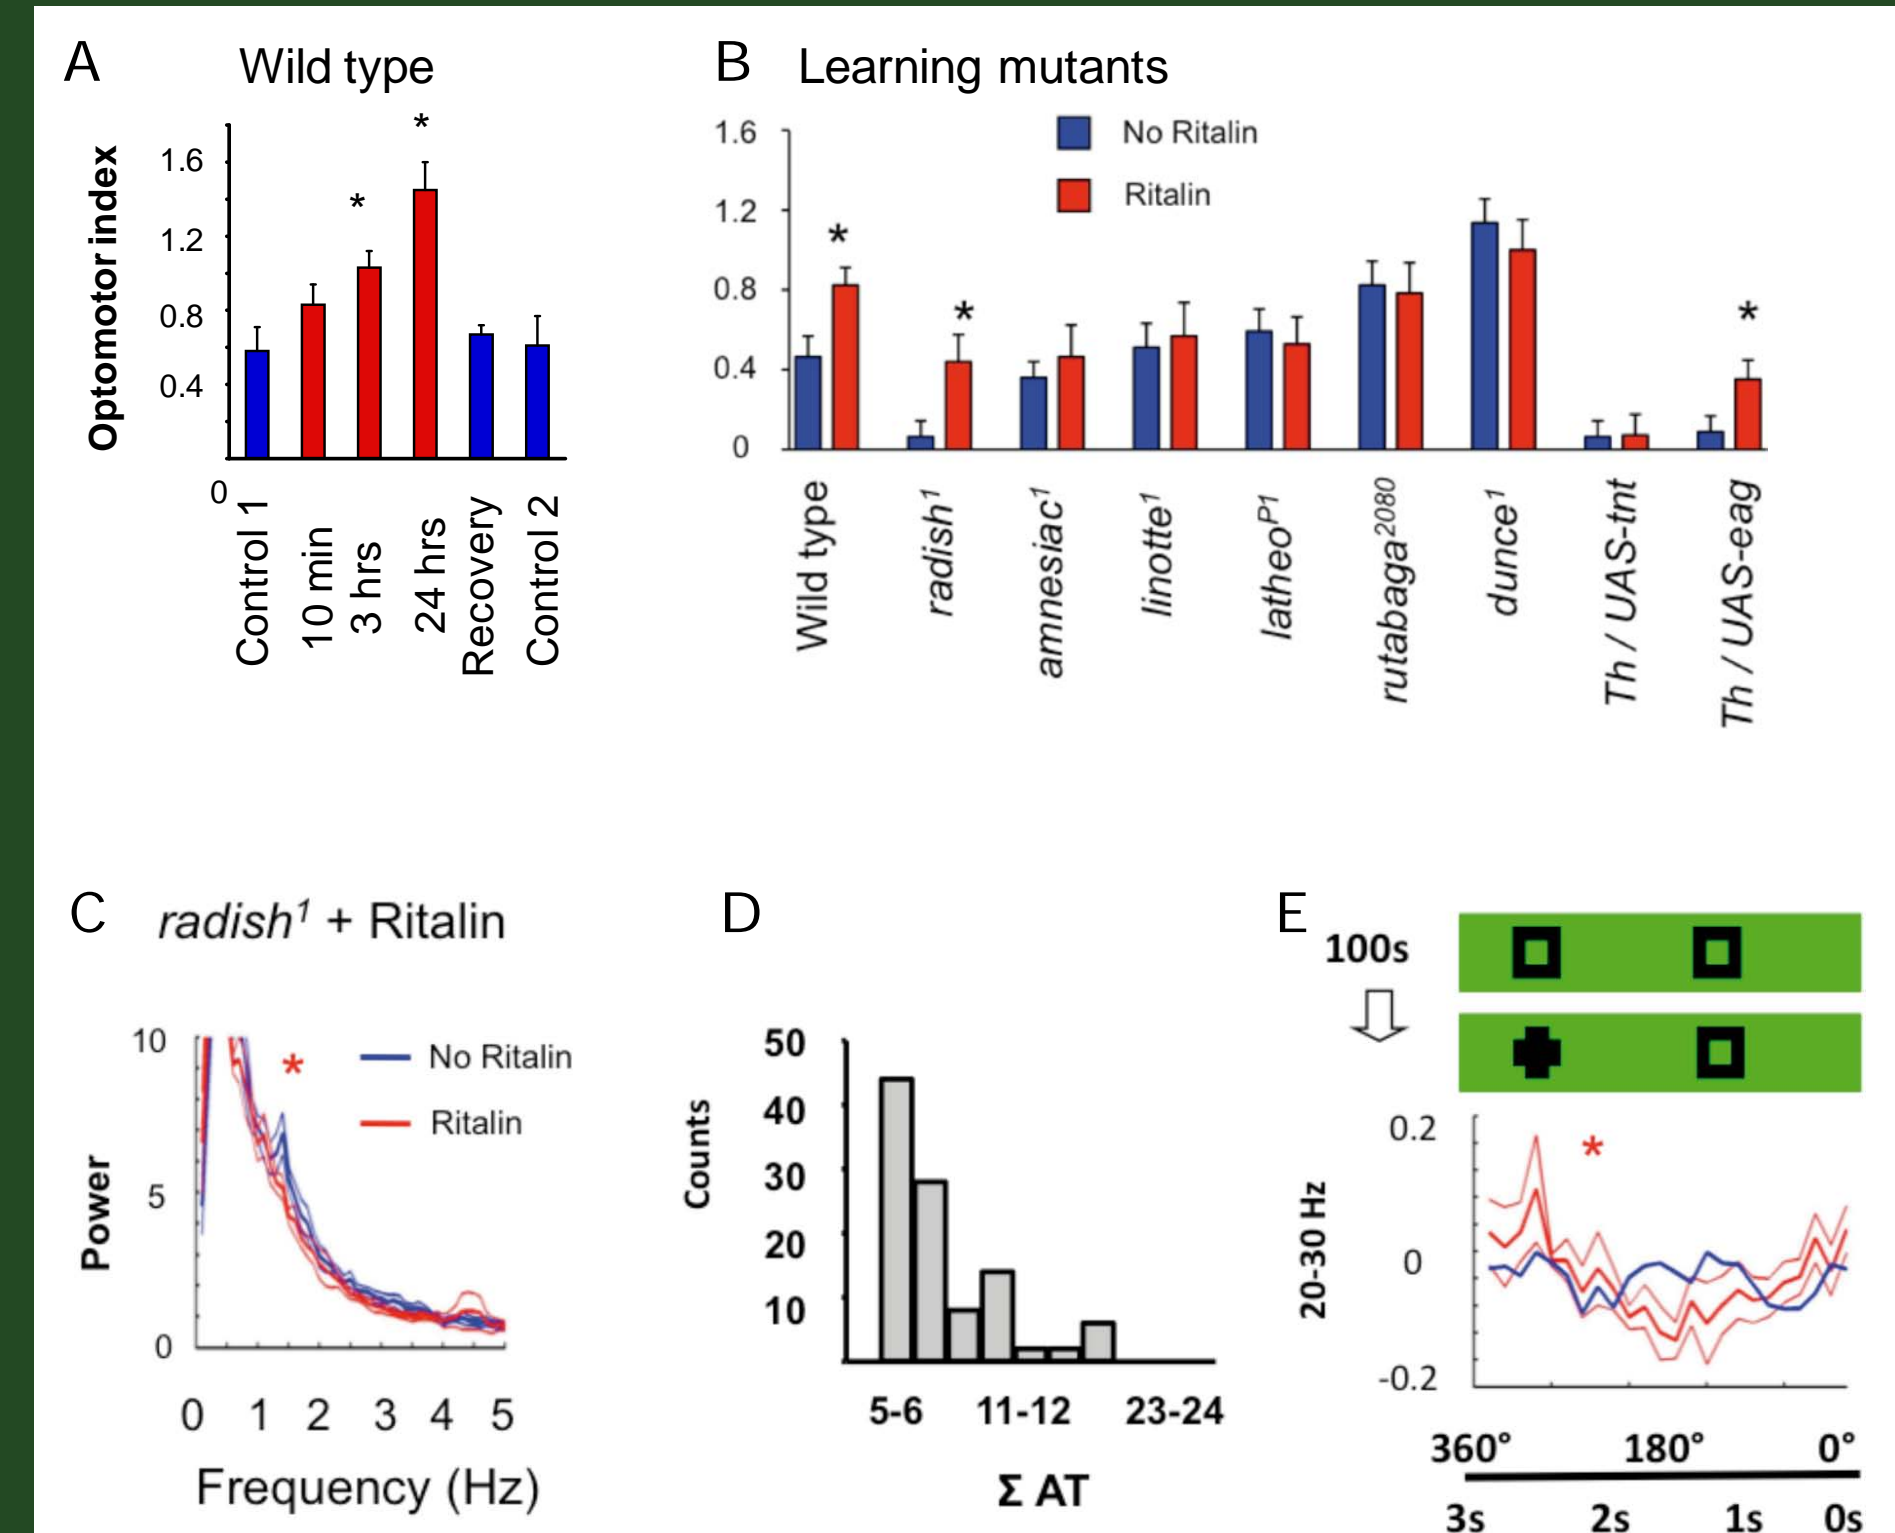 A
Wild type
Optomotor index
1.6
1.2
0.8
0.4
0
*
*
Control 1
10 min
3 hrs
24 hrs
Recovery
Control 2
B
Learning mutants
No Ritalin
Ritalin
1.6
1.2
0.8
0.4
0
*
*
*
Wild type
radish1
amnesiac1
linotte1
latheoP1
rutabaga2080
dunce1
Th / UAS-tnt
Th / UAS-eag
C
radish1 + Ritalin
No Ritalin
Ritalin
*
Power
10
5
0
0 1 2 3 4 5
Frequency (Hz)
D
Counts
50
40
30
20
10
5-6 11-12 23-24
Σ AT
E
100s
20-30 Hz
0.2
0
-0.2
*
360° 180° 0°
3s 2s 1s 0s